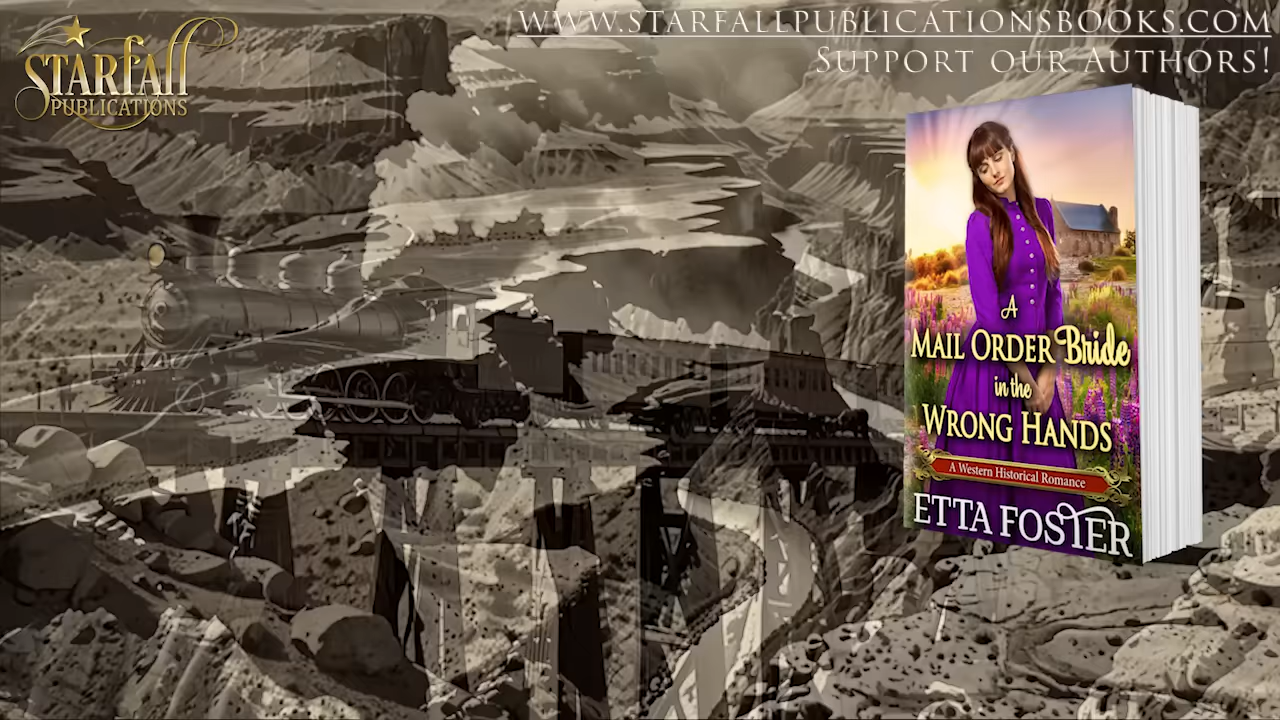 STARfall
PUBLICATIONS
www.starfallpublicationsbooks.com
Support our Authors!
A
MAIL ORDER Bride
in the
WRONG HANDS
A Western Historical Romance
ETTA FOSTER